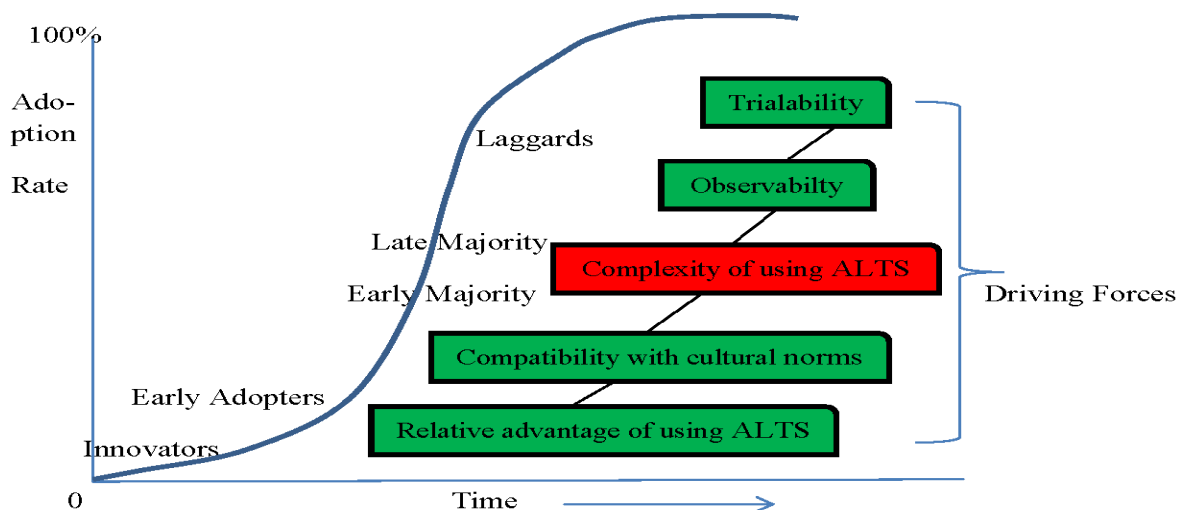 100%
Ado-
ption
Rate
Trialability
Laggards
Observabilty
Late Majority
Complexity of using ALTS
Early Majority
Driving Forces
Compatibility with cultural norms
Early Adopters
Relative advantage of using ALTS
Innovators
0
Time